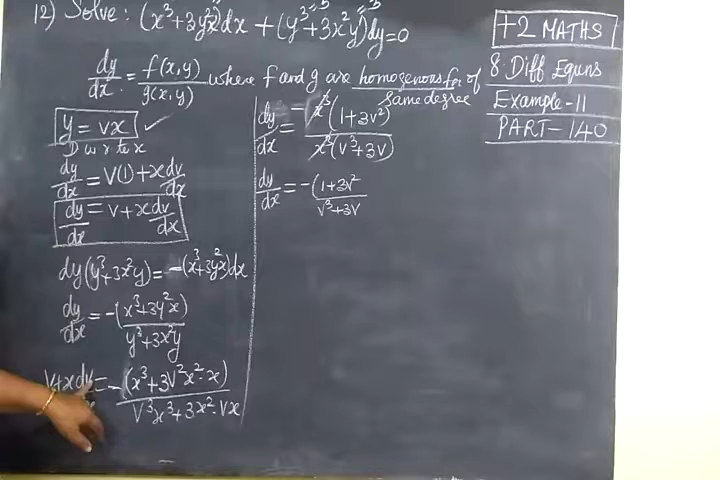 12) Solve : (x³+3y²x)dx + (y³+3x²y)dy=0
dy/dx = f(x,y)/g(x,y) where f and g are homogenous fn of same degree
y = vx ✓
D w r to x
dy/dx = V(1)+x dv/dx
dy/dx = v+x dv/dx
dy(y³+3x²y)= -(x³+3y²x)dx
dy/dx = -(x³+3y²x)/y³+3x²y
v+x dv = -(x³+3v²x²·x)/v³x³+3x²·vx
dy/dx = -x³(1+3v²)/x³(v³+3v)
dy/dx = -(1+3v²/v³+3v
+2 MATHS
8. Diff Equns
Example-11
PART-140